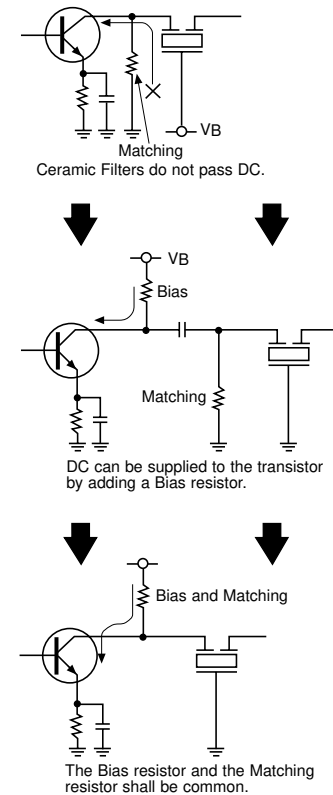 VB
Matching
Ceramic Filters do not pass DC.
VB
Bias
Matching
DC can be supplied to the transistor
by adding a Bias resistor.
Bias and Matching
The Bias resistor and the Matching
resistor shall be common.